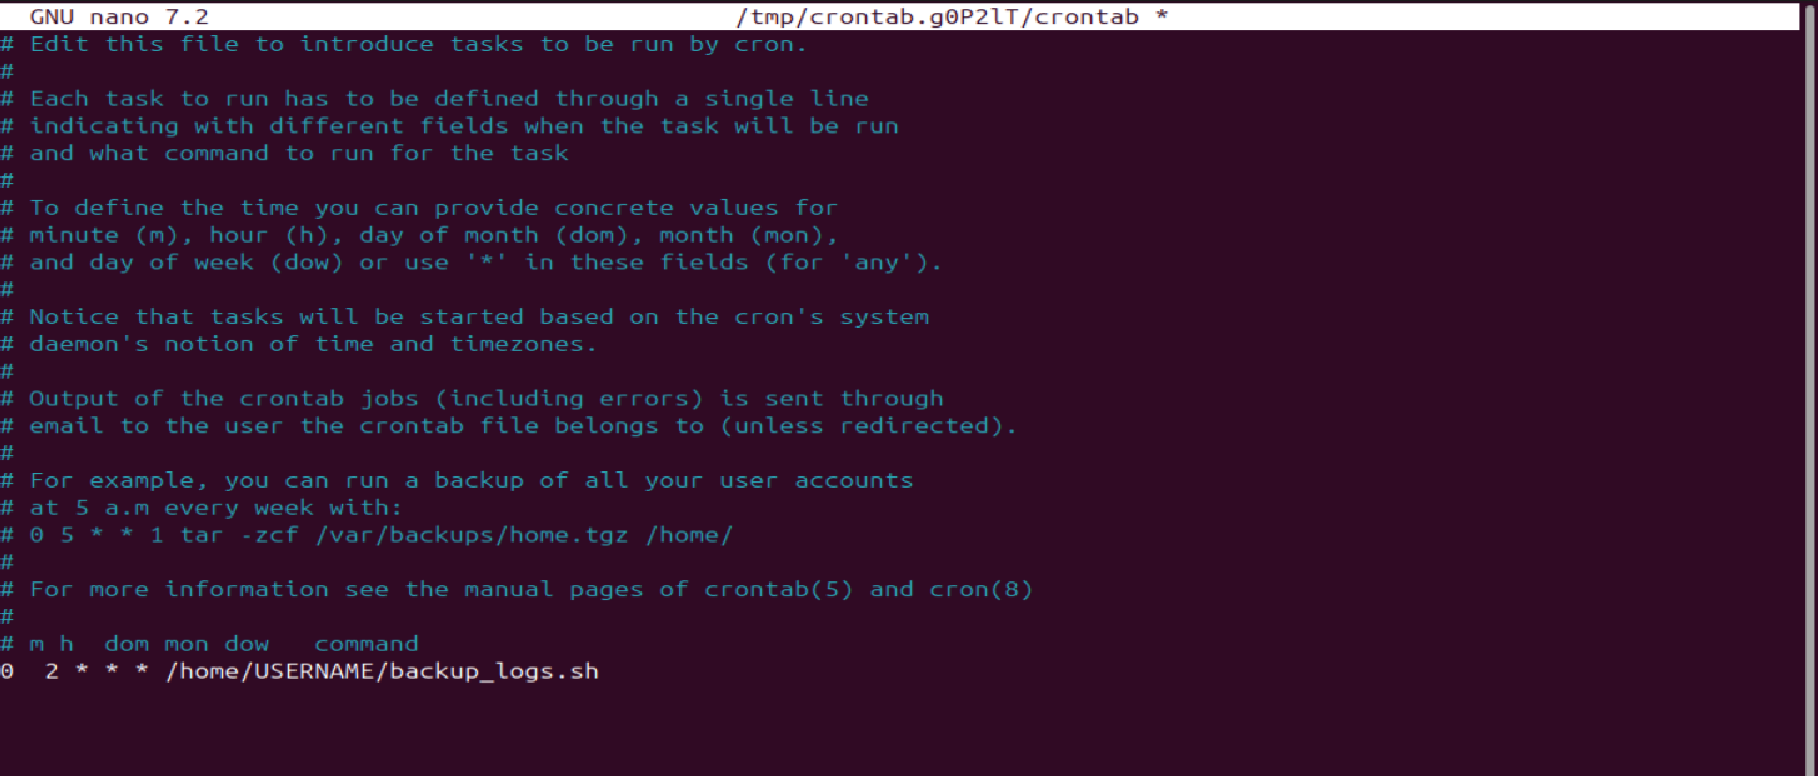 GNU nano 7.2 /tmp/crontab.g0P2lT/crontab *
# Edit this file to introduce tasks to be run by cron.
#
# Each task to run has to be defined through a single line
# indicating with different fields when the task will be run
# and what command to run for the task
#
# To define the time you can provide concrete values for
# minute (m), hour (h), day of month (dom), month (mon),
# and day of week (dow) or use '*' in these fields (for 'any').
#
# Notice that tasks will be started based on the cron's system
# daemon's notion of time and timezones.
#
# Output of the crontab jobs (including errors) is sent through
# email to the user the crontab file belongs to (unless redirected).
#
# For example, you can run a backup of all your user accounts
# at 5 a.m every week with:
# 0 5 * * 1 tar -zcf /var/backups/home.tgz /home/
#
# For more information see the manual pages of crontab(5) and cron(8)
#
# m h  dom mon dow   command
0  2 * * * /home/USERNAME/backup_logs.sh